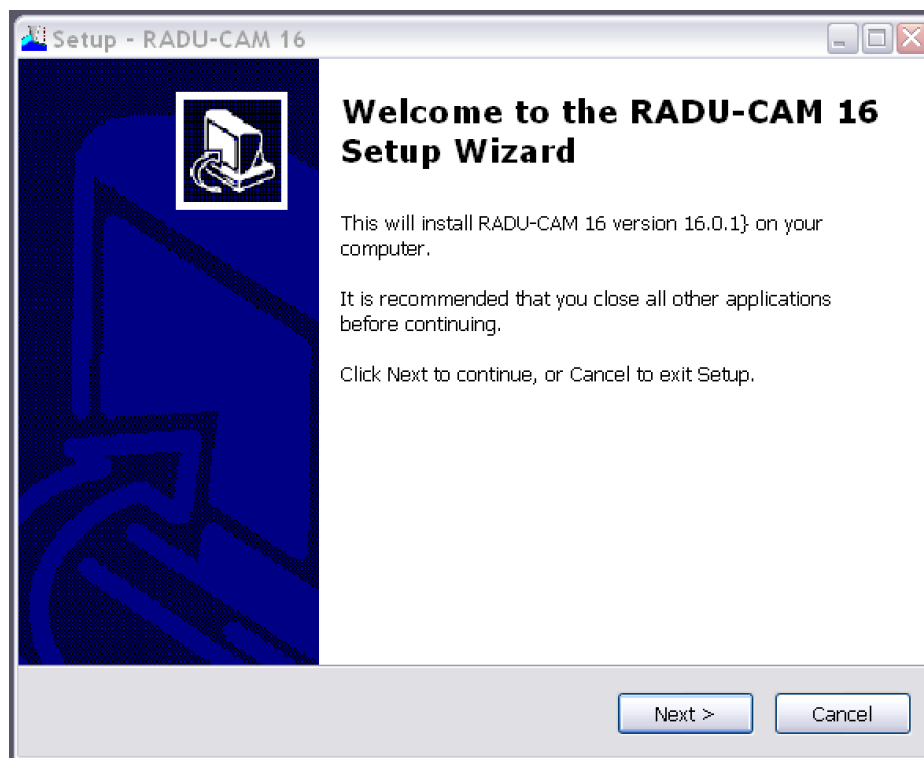 Setup - RADU-CAM 16
Welcome to the RADU-CAM 16
Setup Wizard
This will install RADU-CAM 16 version 16.0.1} on your
computer.
It is recommended that you close all other applications
before continuing.
Click Next to continue, or Cancel to exit Setup.
Next >
Cancel